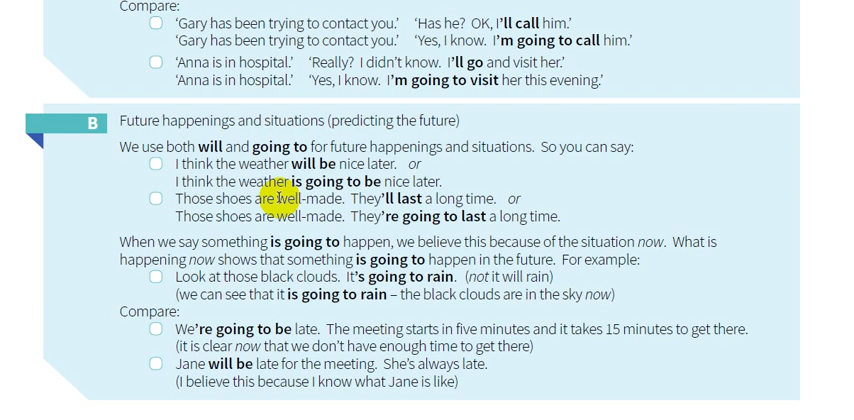 Compare:
'Gary has been trying to contact you.' 'Has he? OK, I'll call him.'
'Gary has been trying to contact you.' 'Yes, I know. I'm going to call him.'
'Anna is in hospital.' 'Really? I didn't know. I'll go and visit her.'
'Anna is in hospital.' 'Yes, I know. I'm going to visit her this evening.'
B
Future happenings and situations (predicting the future)
We use both will and going to for future happenings and situations. So you can say:
I think the weather will be nice later. or
I think the weather is going to be nice later.
Those shoes are well-made. They'll last a long time. or
Those shoes are well-made. They're going to last a long time.
When we say something is going to happen, we believe this because of the situation now. What is
happening now shows that something is going to happen in the future. For example:
Look at those black clouds. It's going to rain. (not it will rain)
(we can see that it is going to rain – the black clouds are in the sky now)
Compare:
We're going to be late. The meeting starts in five minutes and it takes 15 minutes to get there.
(it is clear now that we don't have enough time to get there)
Jane will be late for the meeting. She's always late.
(I believe this because I know what Jane is like)